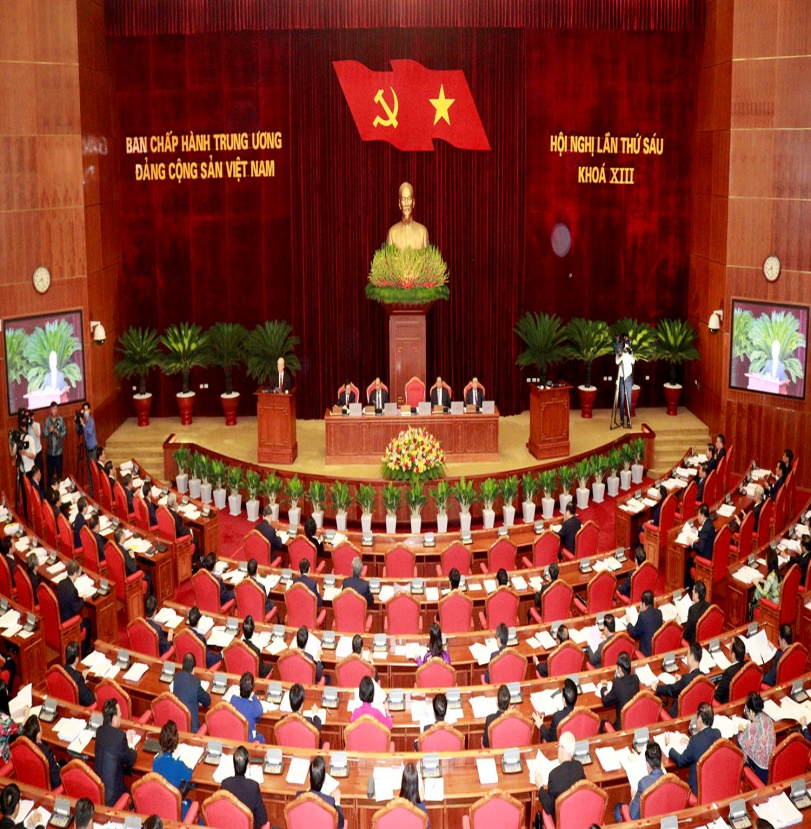 BAN CHẤP HÀNH TRUNG ƯƠNG
ĐẢNG CỘNG SẢN VIỆT NAM
HỘI NGHỊ LẦN THỨ SÁU
KHOÁ XIII